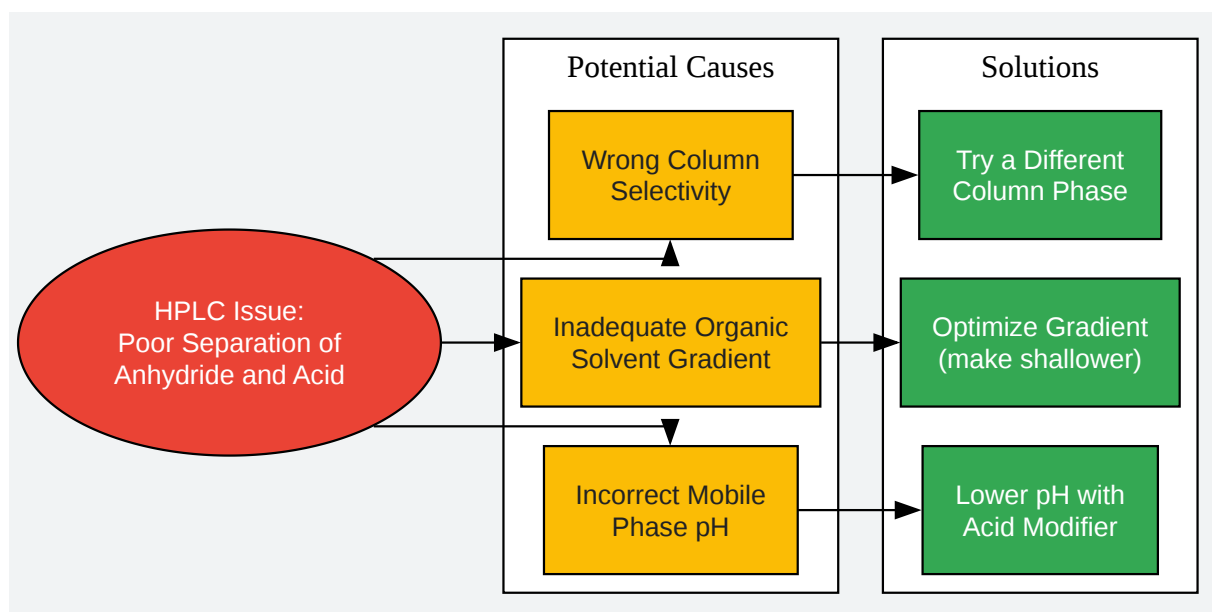 HPLC Issue:
Poor Separation of
Anhydride and Acid
Potential Causes
Wrong Column
Selectivity
Inadequate Organic
Solvent Gradient
Incorrect Mobile
Phase pH
Solutions
Try a Different
Column Phase
Optimize Gradient
(make shallower)
Lower pH with
Acid Modifier